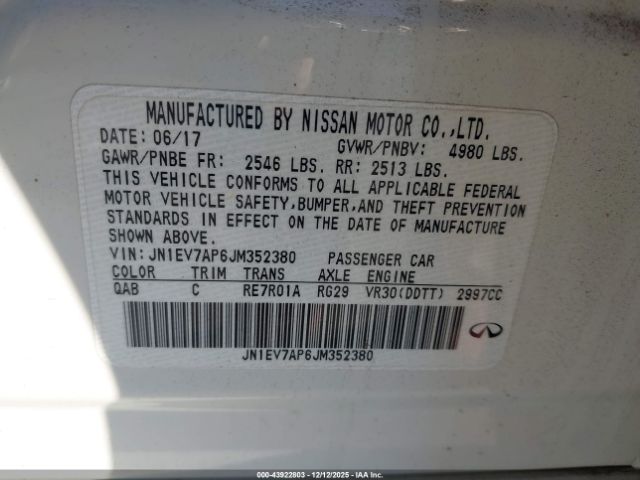 MANUFACTURED BY NISSAN MOTOR CO.,LTD.
DATE: 06/17 GVWR/PNBV: 4980 LBS.
GAWR/PNBE FR: 2546 LBS. RR: 2513 LBS.
THIS VEHICLE CONFORMS TO ALL APPLICABLE FEDERAL
MOTOR VEHICLE SAFETY,BUMPER,AND THEFT PREVENTION
STANDARDS IN EFFECT ON THE DATE OF MANUFACTURE
SHOWN ABOVE.
VIN:JN1EV7AP6JM352380 PASSENGER CAR
COLOR TRIM TRANS AXLE ENGINE
QAB C RE7R01A RG29 VR30(DDTT) 2997CC
JN1EV7AP6JM352380
000-43922803 - 12/12/2025 - IAAI.COM